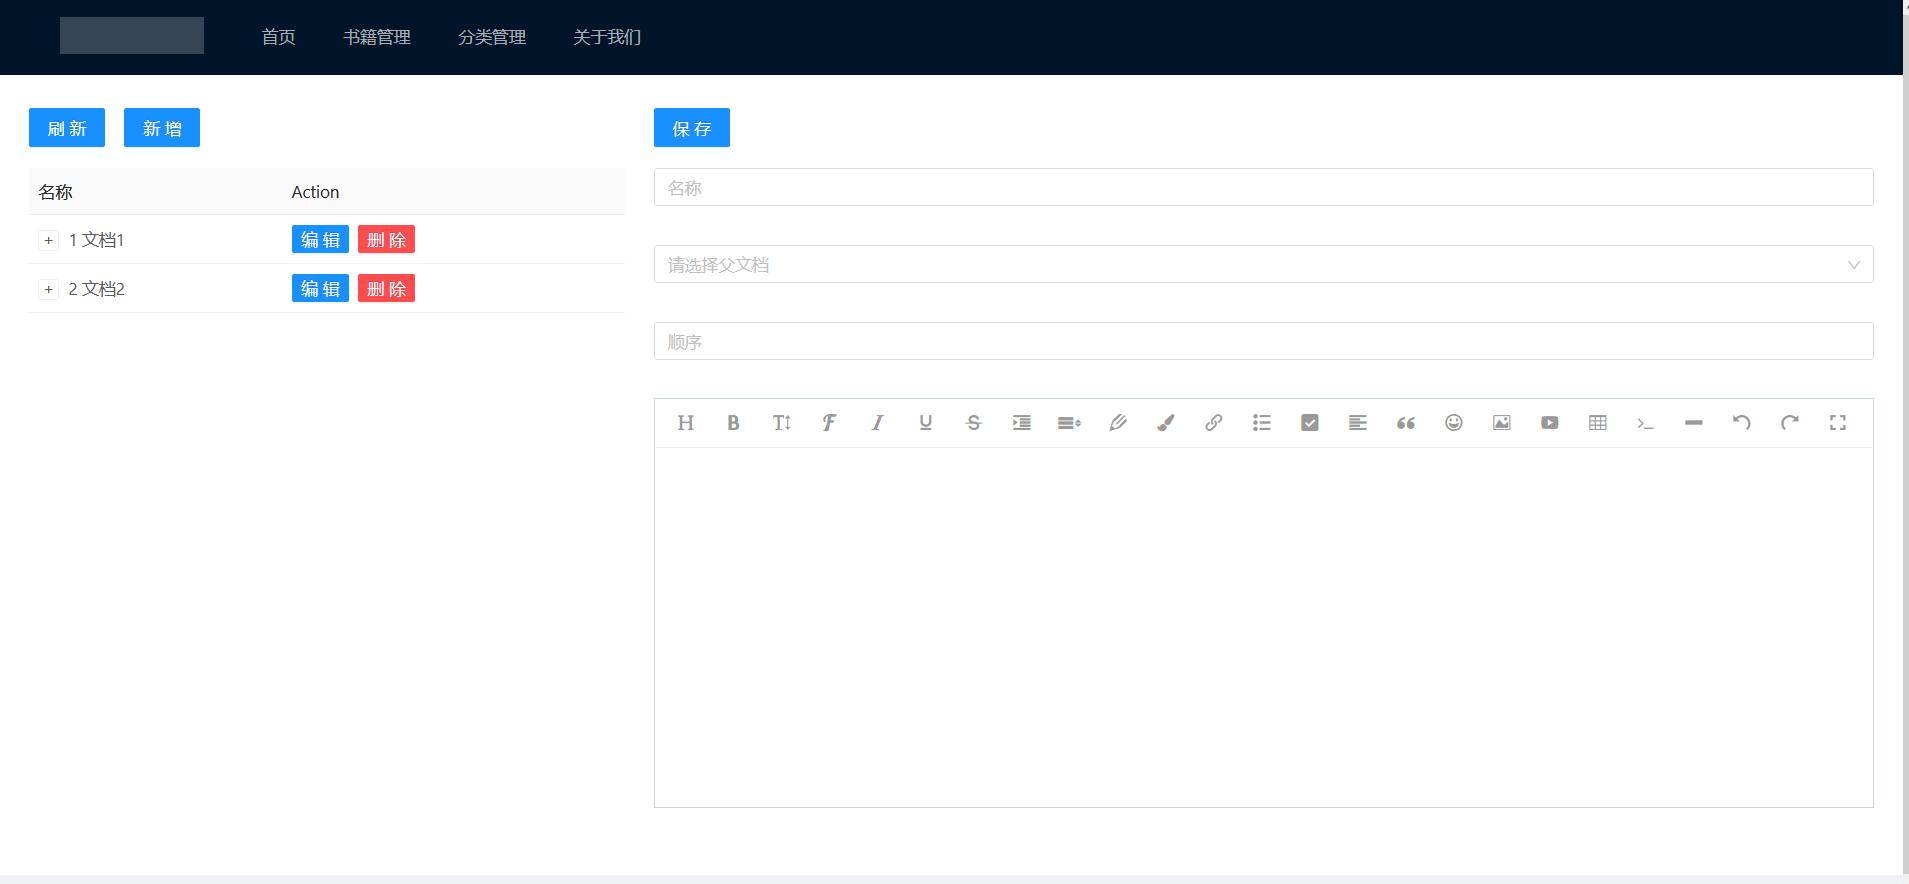 首页 书籍管理 分类管理 关于我们
刷 新 新 增
名称 Action
+ 1 文档1 编 辑 删 除
+ 2 文档2 编 辑 删 除
保 存
名称
请选择父文档
顺序